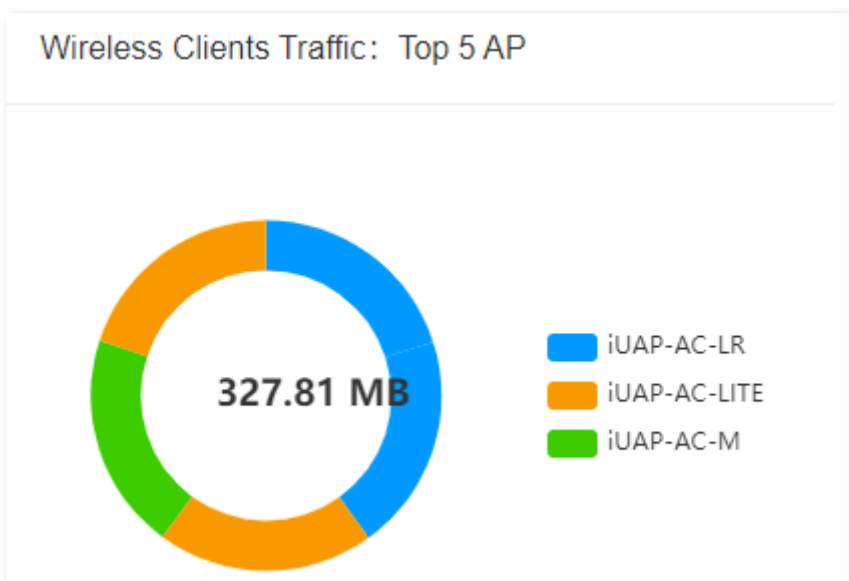 Wireless Clients Traffic：Top 5 AP
327.81 MB
iUAP-AC-LR
iUAP-AC-LITE
iUAP-AC-M